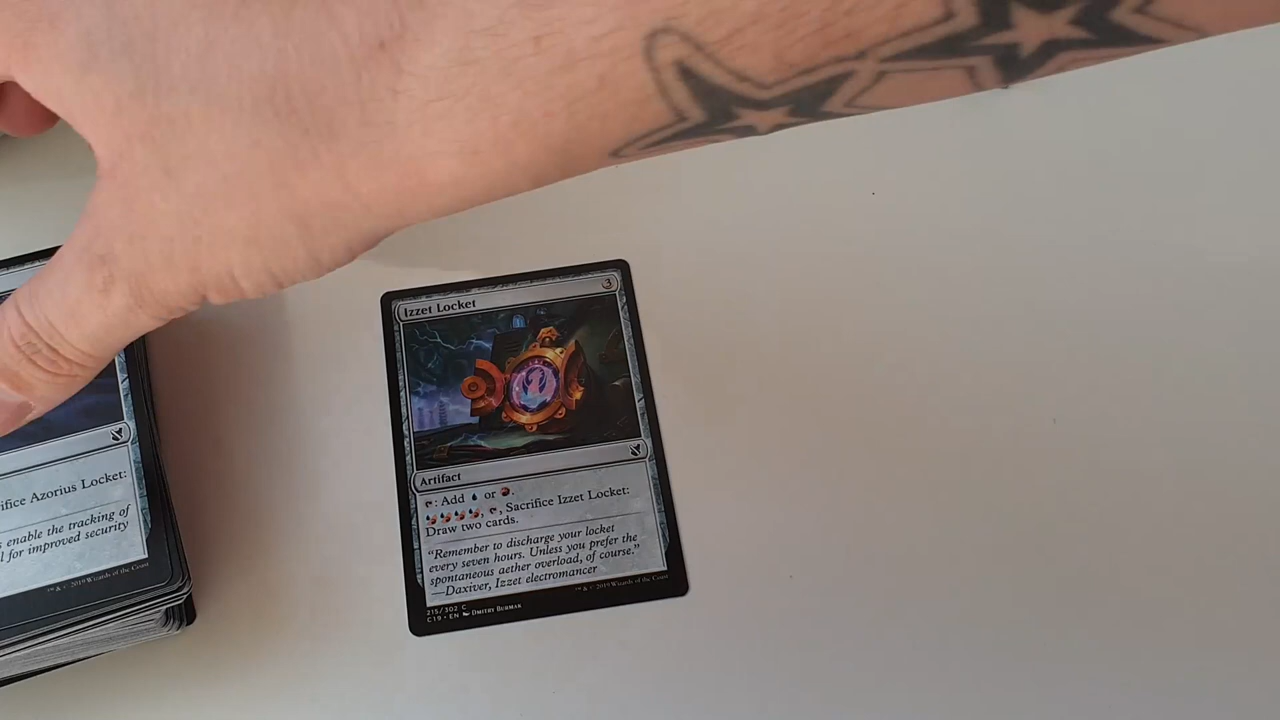 Izzet Locket
3
Artifact
: Add or .
, , Sacrifice Izzet Locket:
Draw two cards.
“Remember to discharge your locket
every seven hours. Unless you prefer the
spontaneous aether overload, of course.”
—Daxiver, Izzet electromancer
™ & © 2019 Wizards of the Coast
215/302 C
C19 • EN Dmitry Burmak
ifice Azorius Locket:
s enable the tracking of
l for improved security
™ & © 2019 Wizards of the Coast